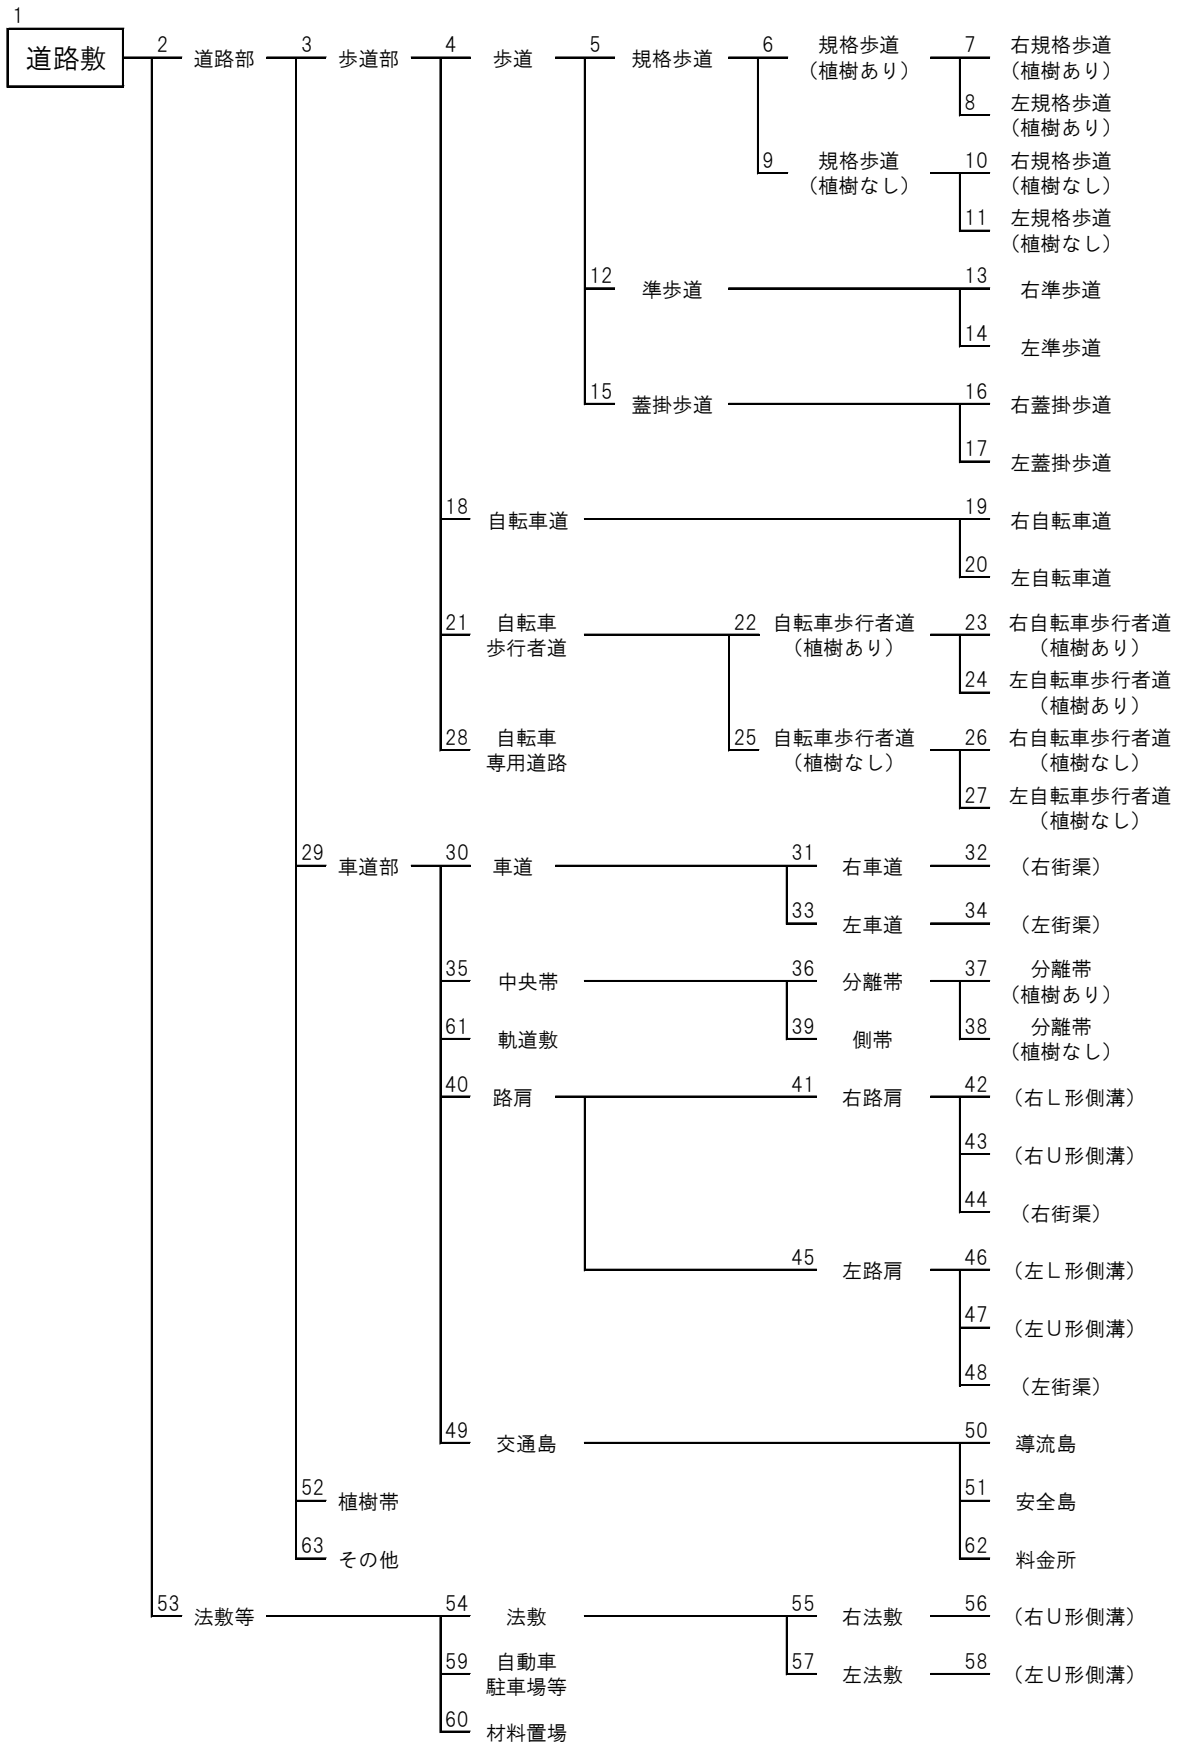 1
道路敷
2 道路部 3 歩道部 4 歩道 5 規格歩道 6 規格歩道 7 右規格歩道
（植樹あり） （植樹あり）
8 左規格歩道
（植樹あり）
9 規格歩道 10 右規格歩道
（植樹なし） （植樹なし）
11 左規格歩道
（植樹なし）
12 準歩道 13 右準歩道
14 左準歩道
15 蓋掛歩道 16 右蓋掛歩道
17 左蓋掛歩道
18 自転車道 19 右自転車道
20 左自転車道
21 自転車 22 自転車歩行者道 23 右自転車歩行者道
歩行者道 （植樹あり） （植樹あり）
24 左自転車歩行者道
（植樹あり）
28 自転車 25 自転車歩行者道 26 右自転車歩行者道
専用道路 （植樹なし） （植樹なし）
27 左自転車歩行者道
（植樹なし）
29 車道部 30 車道 31 右車道 32 （右街渠）
33 左車道 34 （左街渠）
35 中央帯 36 分離帯 37 分離帯
（植樹あり）
61 軌道敷 39 側帯 38 分離帯
（植樹なし）
40 路肩 41 右路肩 42 （右Ｌ形側溝）
43 （右Ｕ形側溝）
44 （右街渠）
45 左路肩 46 （左Ｌ形側溝）
47 （左Ｕ形側溝）
48 （左街渠）
49 交通島 50 導流島
52 植樹帯 51 安全島
63 その他 62 料金所
53 法敷等 54 法敷 55 右法敷 56 （右Ｕ形側溝）
59 自動車 57 左法敷 58 （左Ｕ形側溝）
駐車場等
60 材料置場